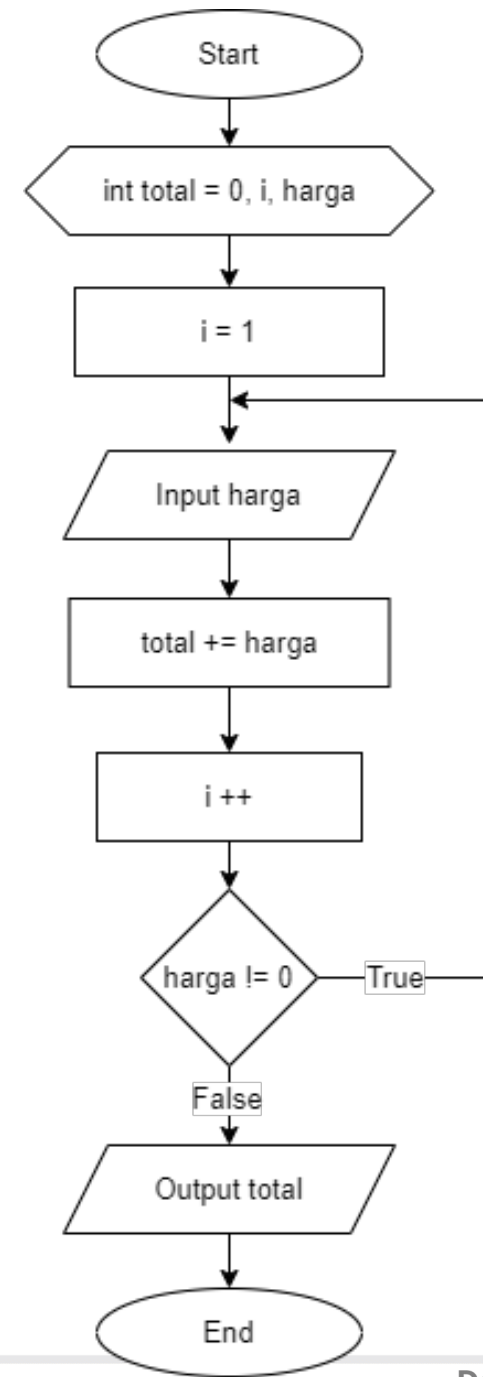 Start
int total = 0, i, harga
i = 1
Input harga
total += harga
i ++
harga != 0
True
False
Output total
End